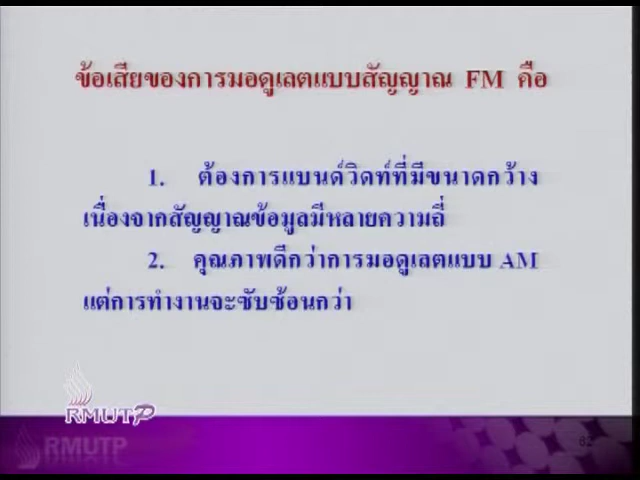 ข้อเสียของการมอดูเลตแบบสัญญาณ FM คือ
1. ต้องการแบนด์วิดท์ที่มีขนาดกว้าง
เนื่องจากสัญญาณข้อมูลมีหลายความถี่
2. คุณภาพดีกว่าการมอดูเลตแบบ AM
แต่การทำงานจะซับซ้อนกว่า
RMUTP
RMUTP